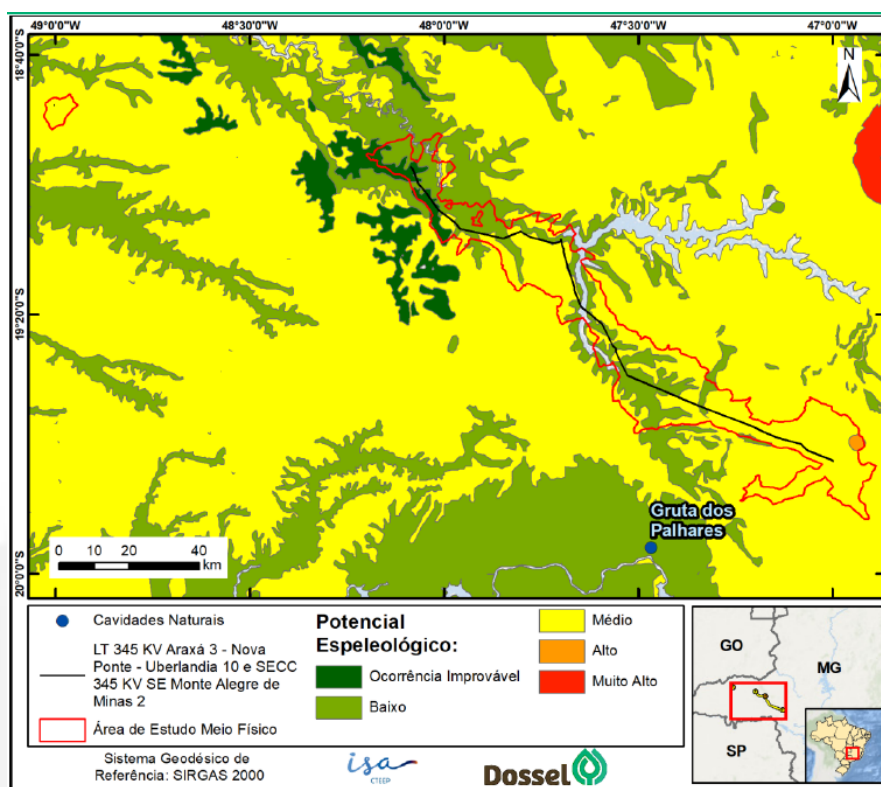 49°0'0"W
48°30'0"W
48°0'0"W
47°30'0"W
47°0'0"W
18°40'0"S
19°20'0"S
20°0'0"S
N
Gruta dos
Palhares
0 10 20 40
km
Cavidades Naturais
LT 345 KV Araxá 3 - Nova
Ponte - Uberlandia 10 e SECC
345 KV SE Monte Alegre de
Minas 2
Área de Estudo Meio Físico
Potencial
Espeleológico:
Ocorrência Improvável
Baixo
Médio
Alto
Muito Alto
GO
MG
SP
Sistema Geodésico de
Referência: SIRGAS 2000
isa
CTEEP
Dossel